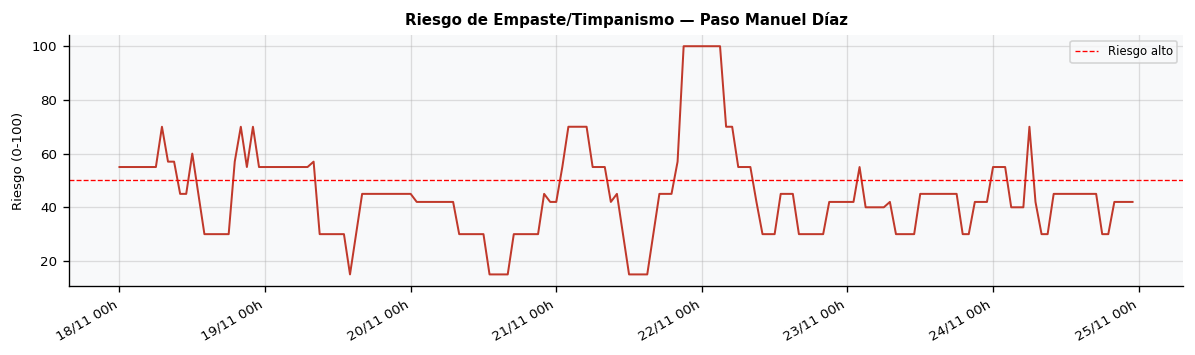 Riesgo de Empaste/Timpanismo — Paso Manuel Díaz
Riesgo alto
Riesgo (0-100)
100
80
60
40
20
18/11 00h
19/11 00h
20/11 00h
21/11 00h
22/11 00h
23/11 00h
24/11 00h
25/11 00h